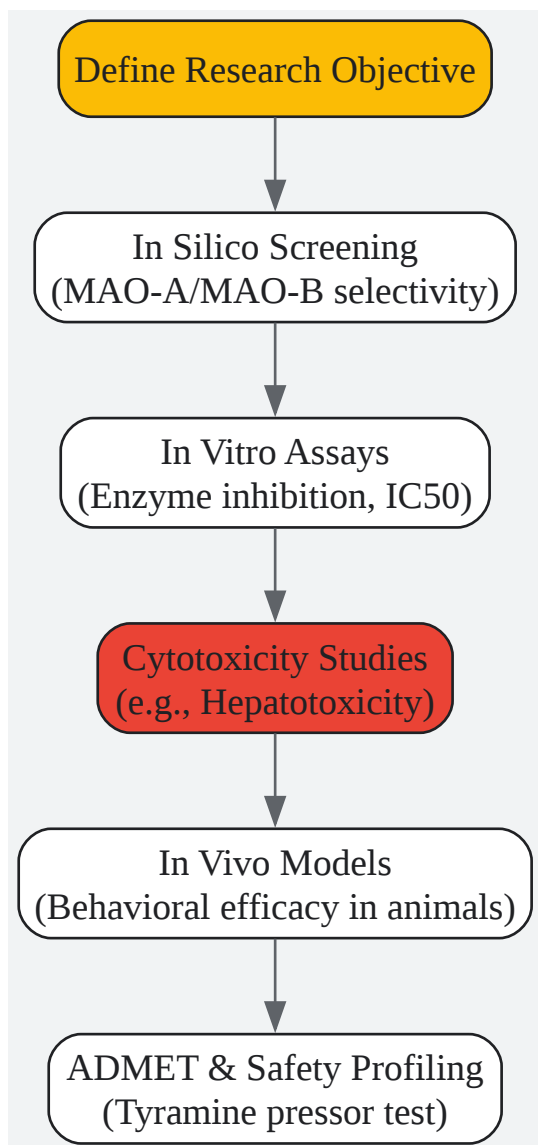 Define Research Objective
In Silico Screening
(MAO-A/MAO-B selectivity)
In Vitro Assays
(Enzyme inhibition, IC50)
Cytotoxicity Studies
(e.g., Hepatotoxicity)
In Vivo Models
(Behavioral efficacy in animals)
ADMET & Safety Profiling
(Tyramine pressor test)